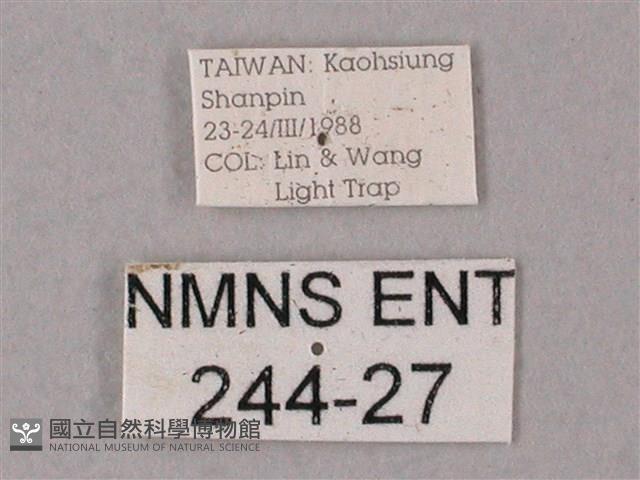 TAIWAN: Kaohsiung
Shanpin
23-24/III/1988
COL: Lin & Wang
Light Trap
NMNS ENT
244-27
國立自然科學博物館
NATIONAL MUSEUM OF NATURAL SCIENCE